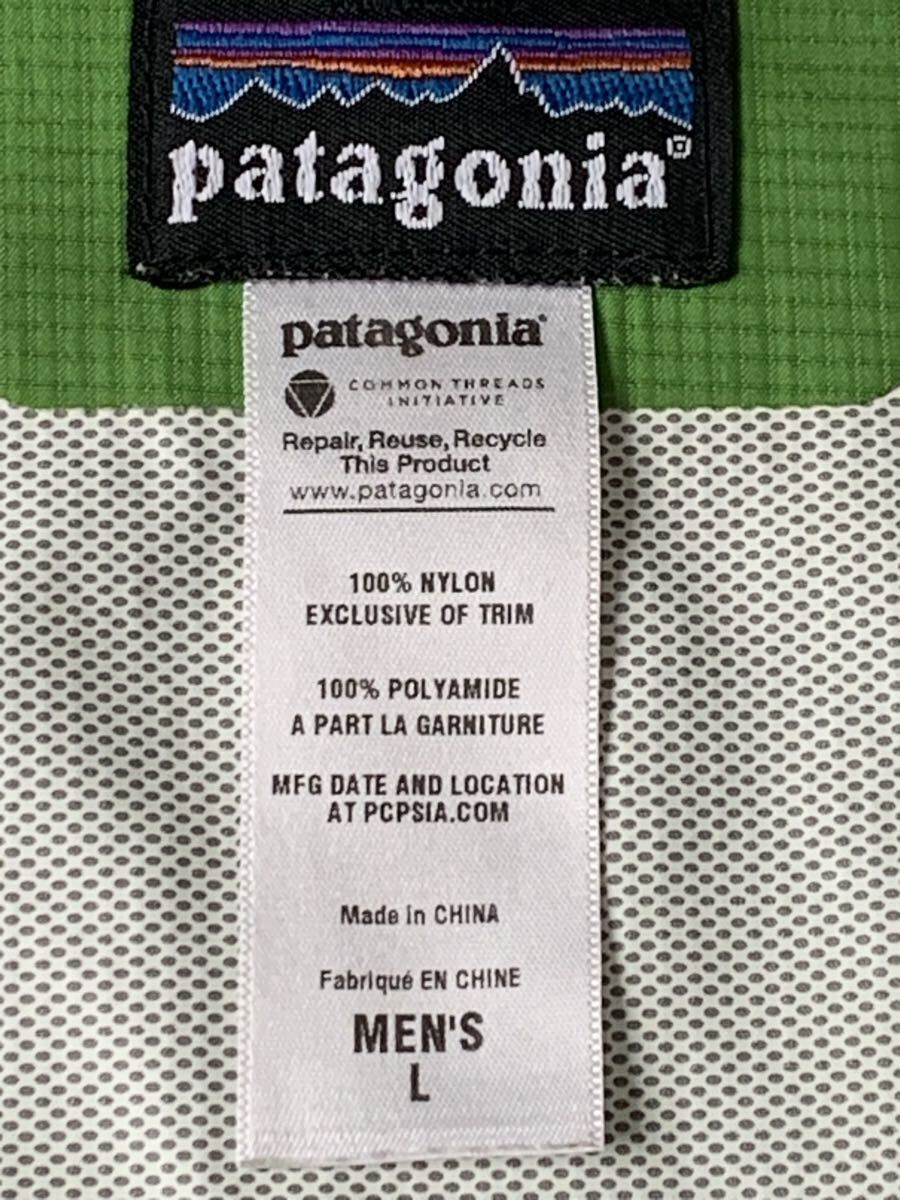 patagonia®
patagonia®
COMMON THREADS
INITIATIVE
Repair, Reuse, Recycle
This Product
www.patagonia.com
100% NYLON
EXCLUSIVE OF TRIM
100% POLYAMIDE
A PART LA GARNITURE
MFG DATE AND LOCATION
AT PCPSIA.COM
Made in CHINA
Fabriqué EN CHINE
MEN'S
L